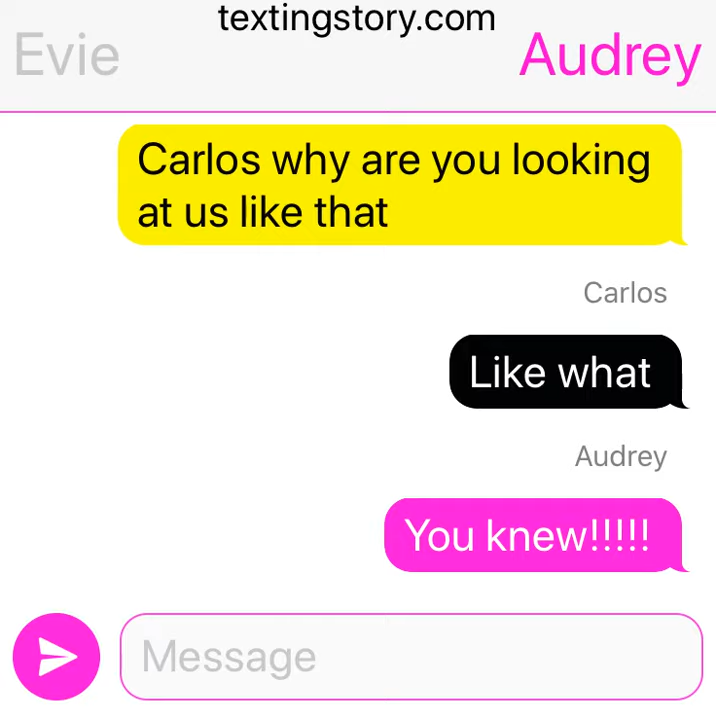 textingstory.com
Evie
Audrey
Carlos why are you looking
at us like that
Carlos
Like what
Audrey
You knew!!!!!
Message